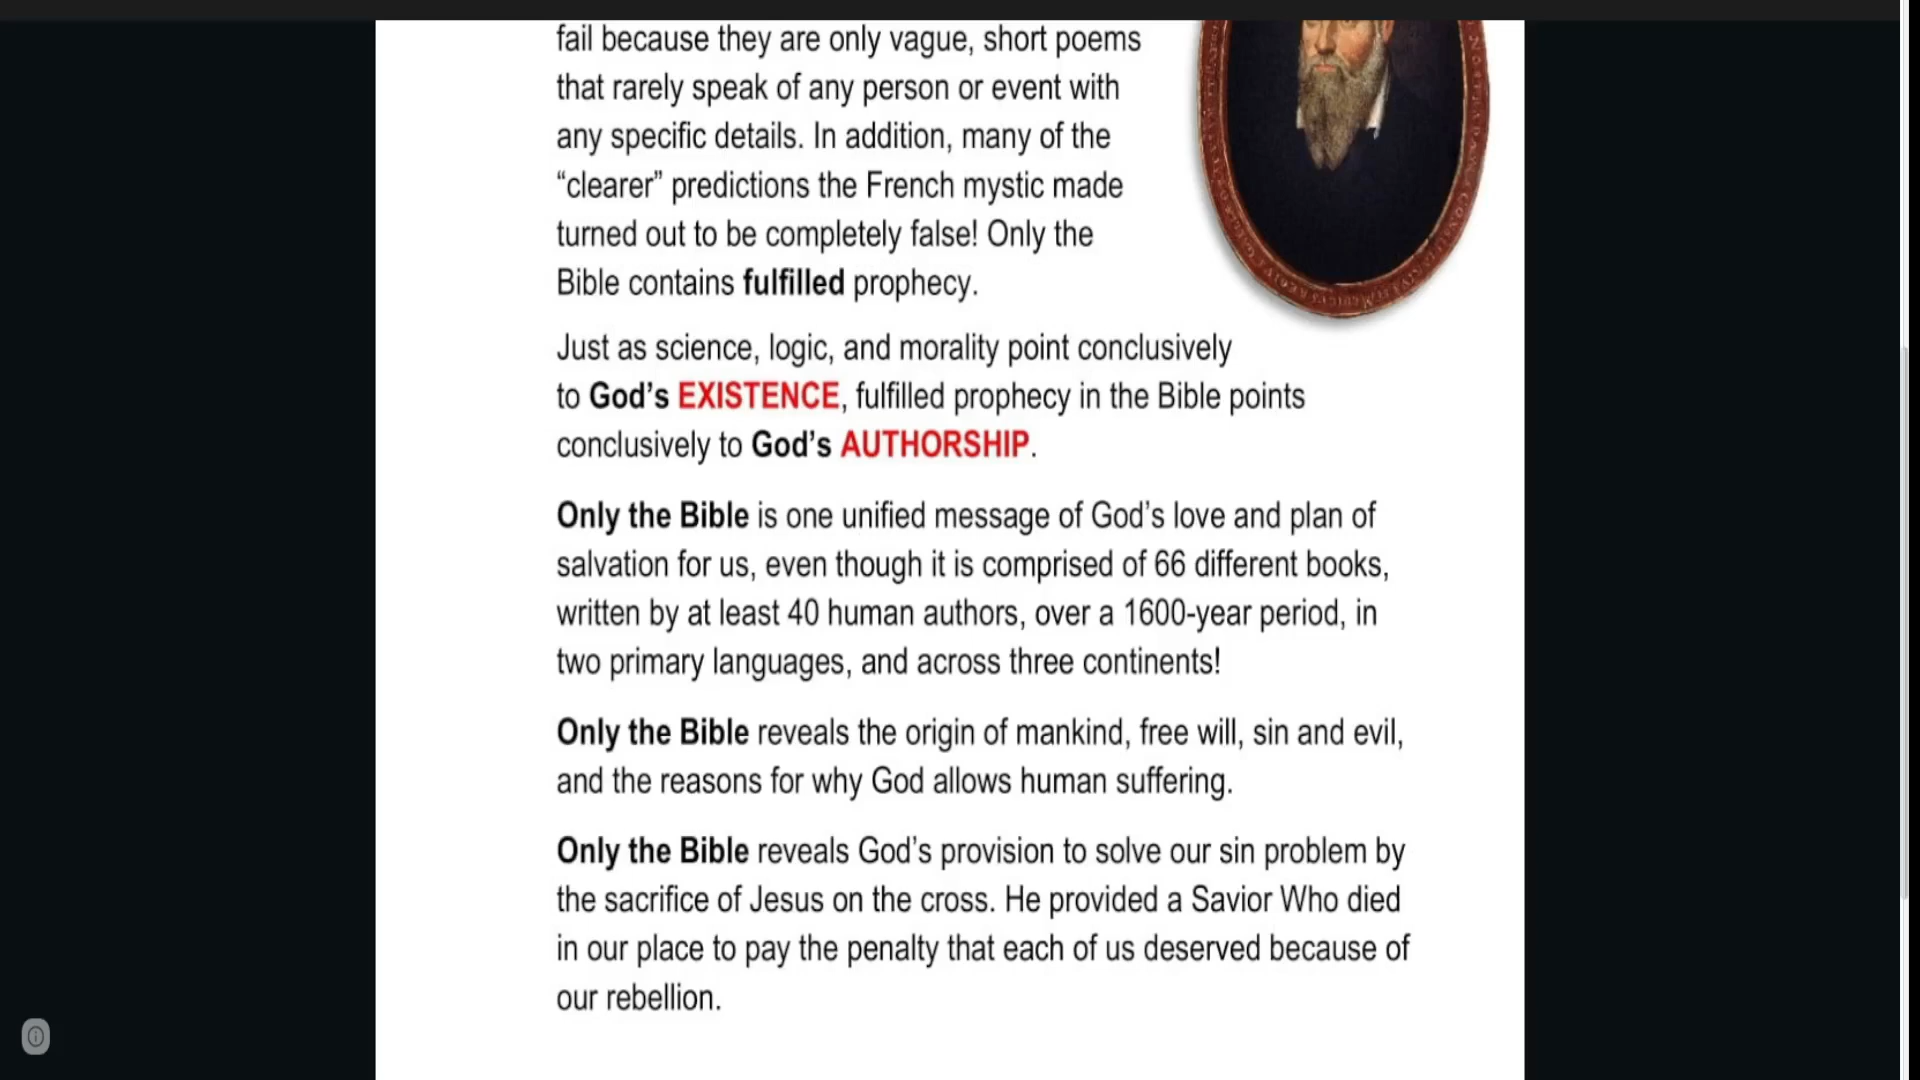 fail because they are only vague, short poems
that rarely speak of any person or event with
any specific details. In addition, many of the
“clearer” predictions the French mystic made
turned out to be completely false! Only the
Bible contains fulfilled prophecy.
Just as science, logic, and morality point conclusively
to God’s EXISTENCE, fulfilled prophecy in the Bible points
conclusively to God’s AUTHORSHIP.
Only the Bible is one unified message of God’s love and plan of
salvation for us, even though it is comprised of 66 different books,
written by at least 40 human authors, over a 1600-year period, in
two primary languages, and across three continents!
Only the Bible reveals the origin of mankind, free will, sin and evil,
and the reasons for why God allows human suffering.
Only the Bible reveals God’s provision to solve our sin problem by
the sacrifice of Jesus on the cross. He provided a Savior Who died
in our place to pay the penalty that each of us deserved because of
our rebellion.